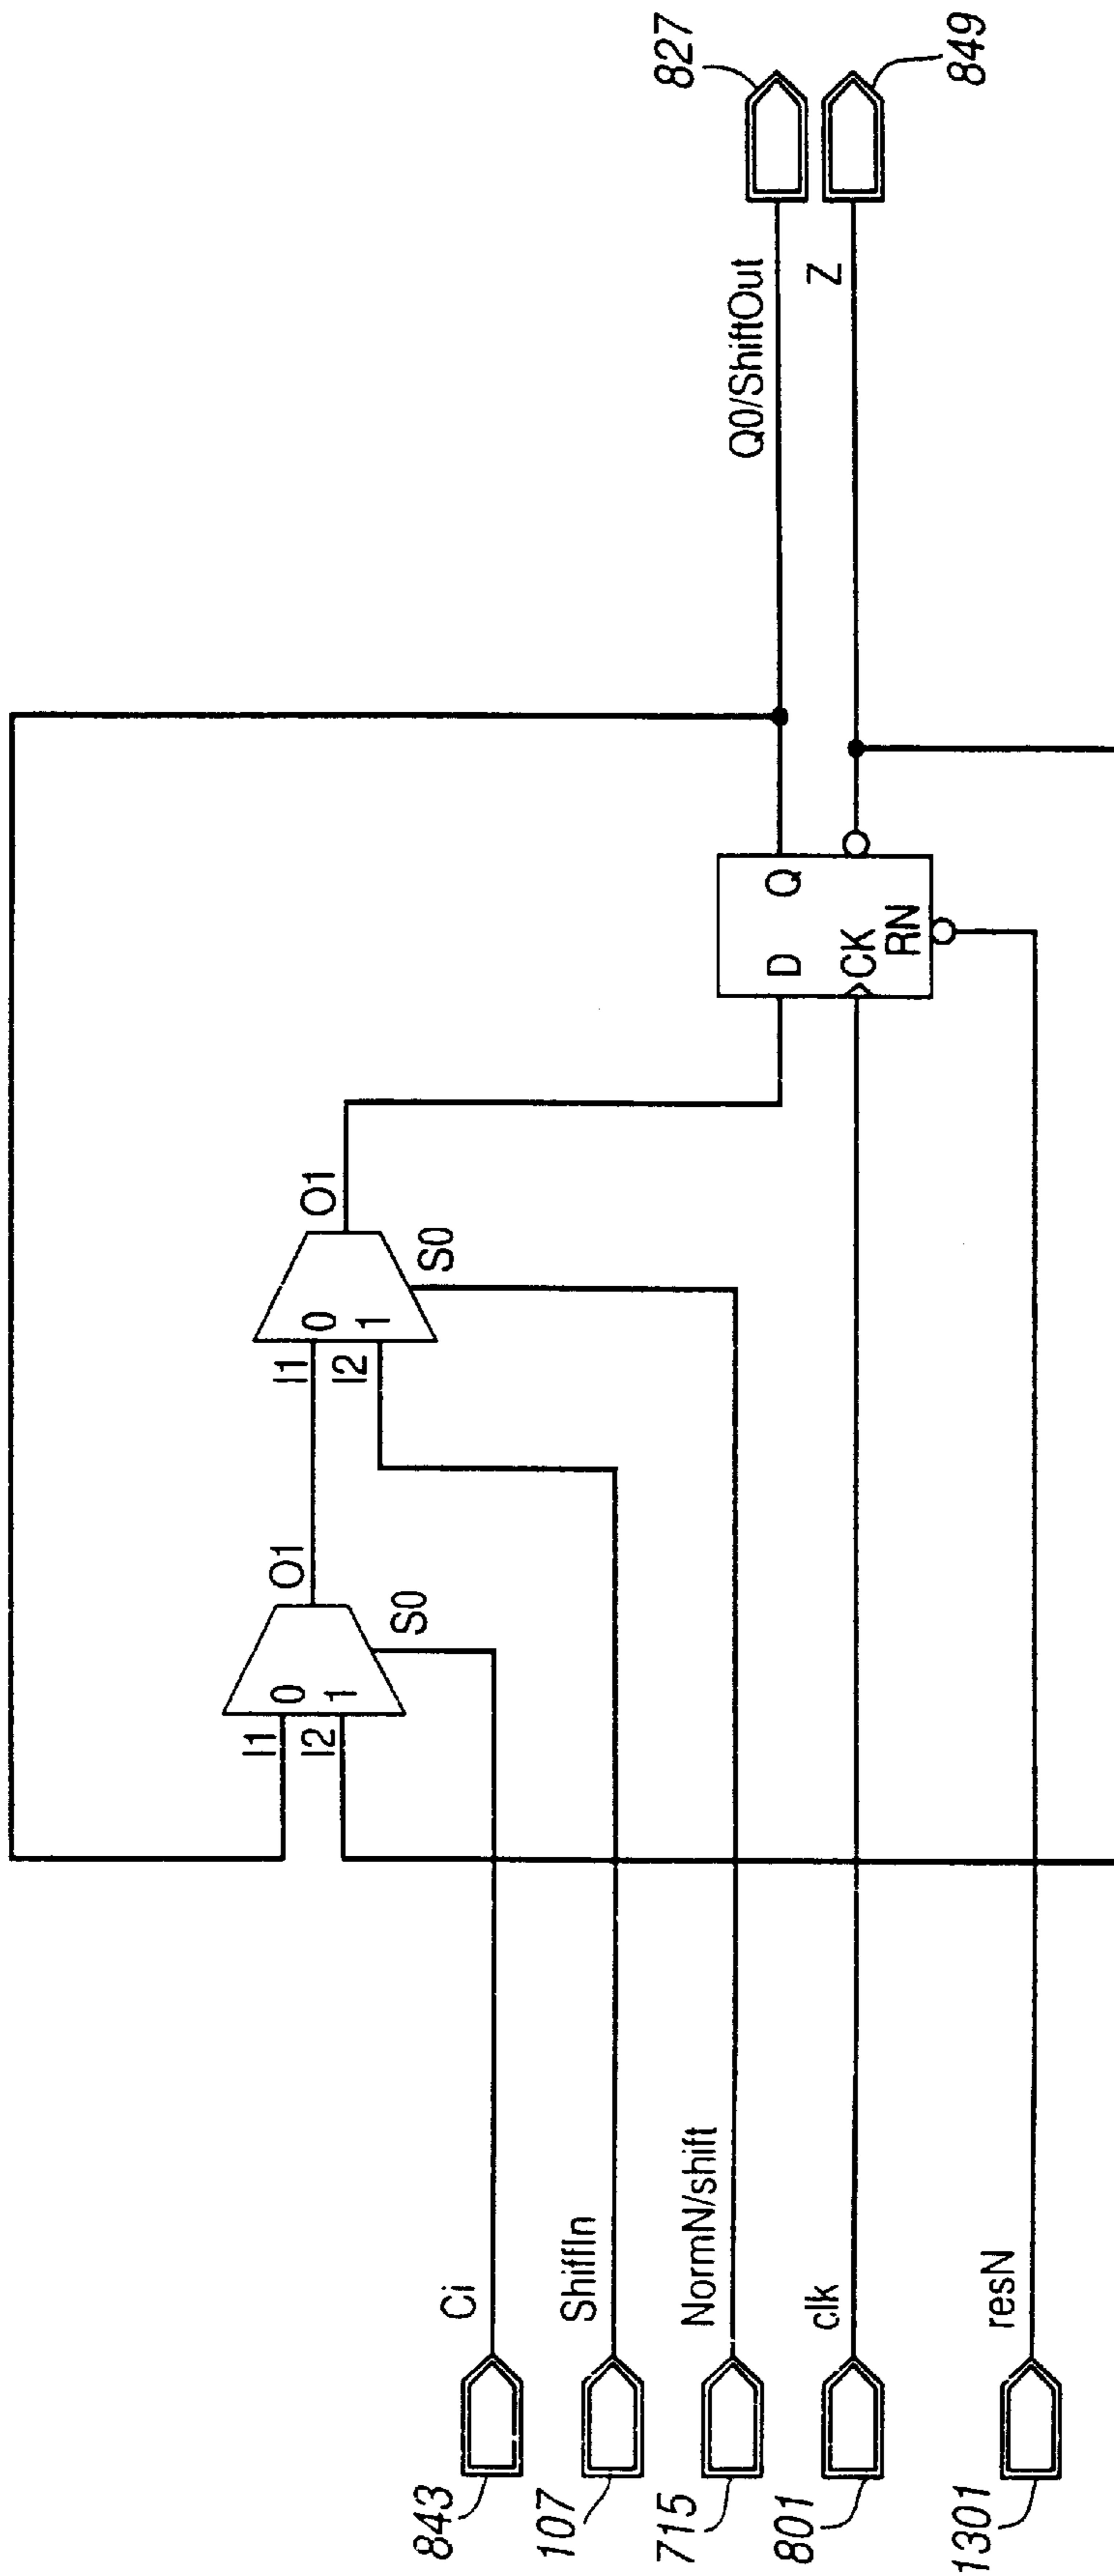 I1
0
I2
1
O1
S0
I1
0
I2
1
O1
S0
843
Ci
107
ShiftIn
715
NormN/shift
801
clk
1301
resN
D
Q
CK
RN
Q0/ShiftOut
827
Z
849